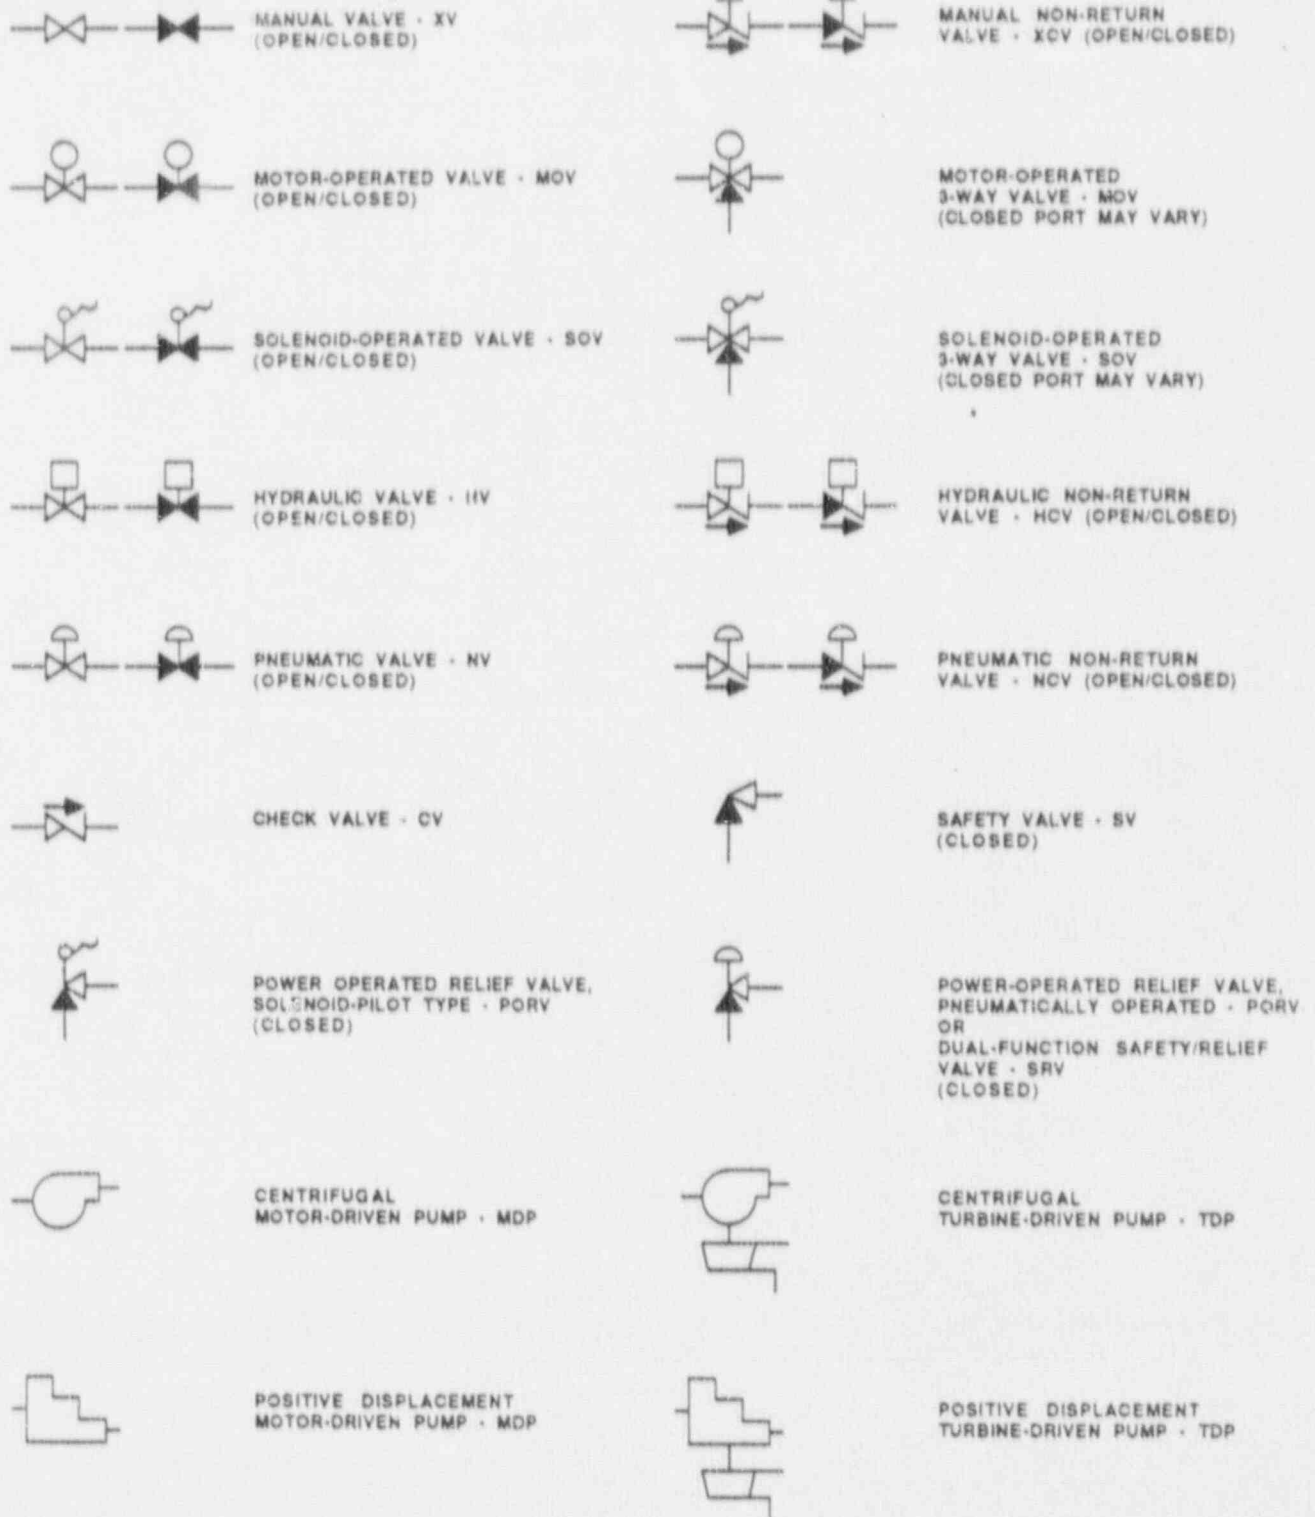 MANUAL VALVE - XV
(OPEN/CLOSED)
MANUAL NON-RETURN
VALVE - XCV (OPEN/CLOSED)
MOTOR-OPERATED VALVE - MOV
(OPEN/CLOSED)
MOTOR-OPERATED
3-WAY VALVE - MOV
(CLOSED PORT MAY VARY)
SOLENOID-OPERATED VALVE - SOV
(OPEN/CLOSED)
SOLENOID-OPERATED
3-WAY VALVE - SOV
(CLOSED PORT MAY VARY)
HYDRAULIC VALVE - HV
(OPEN/CLOSED)
HYDRAULIC NON-RETURN
VALVE - HCV (OPEN/CLOSED)
PNEUMATIC VALVE - NV
(OPEN/CLOSED)
PNEUMATIC NON-RETURN
VALVE - NCV (OPEN/CLOSED)
CHECK VALVE - CV
SAFETY VALVE - SV
(CLOSED)
POWER OPERATED RELIEF VALVE,
SOLENOID-PILOT TYPE - PORV
(CLOSED)
POWER-OPERATED RELIEF VALVE,
PNEUMATICALLY OPERATED - PORV
OR
DUAL-FUNCTION SAFETY/RELIEF
VALVE - SRV
(CLOSED)
CENTRIFUGAL
MOTOR-DRIVEN PUMP - MDP
CENTRIFUGAL
TURBINE-DRIVEN PUMP - TDP
POSITIVE DISPLACEMENT
MOTOR-DRIVEN PUMP - MDP
POSITIVE DISPLACEMENT
TURBINE-DRIVEN PUMP - TDP